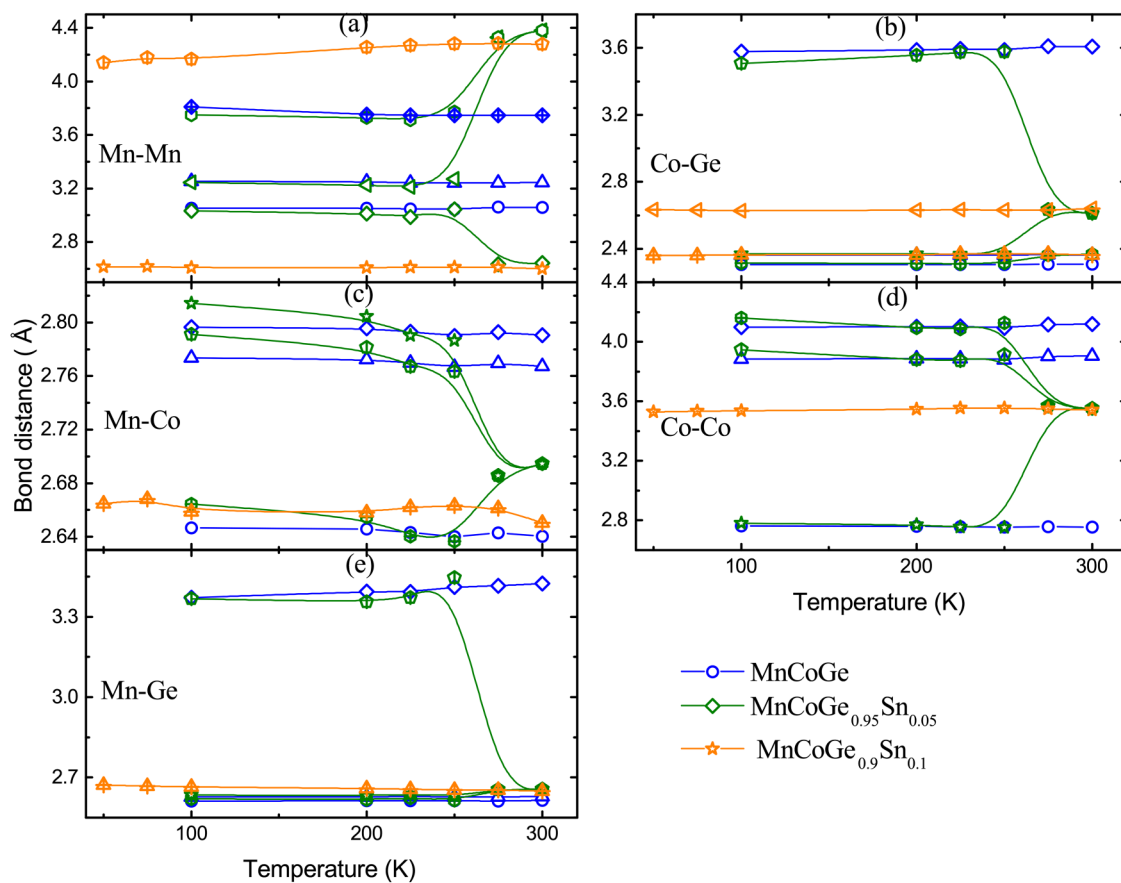 (a)
4.4
4.0
3.6
3.2
2.8
Mn-Mn
(b)
3.6
3.2
2.8
2.4
Co-Ge
(c)
2.80
2.76
2.72
2.68
2.64
Mn-Co
Bond distance ( Å)
(d)
4.4
4.0
3.6
3.2
2.8
Co-Co
100 200 300
Temperature (K)
(e)
3.3
3.0
2.7
Mn-Ge
100 200 300
Temperature (K)
MnCoGe
MnCoGe₀.₉₅Sn₀.₀₅
MnCoGe₀.₉Sn₀.₁